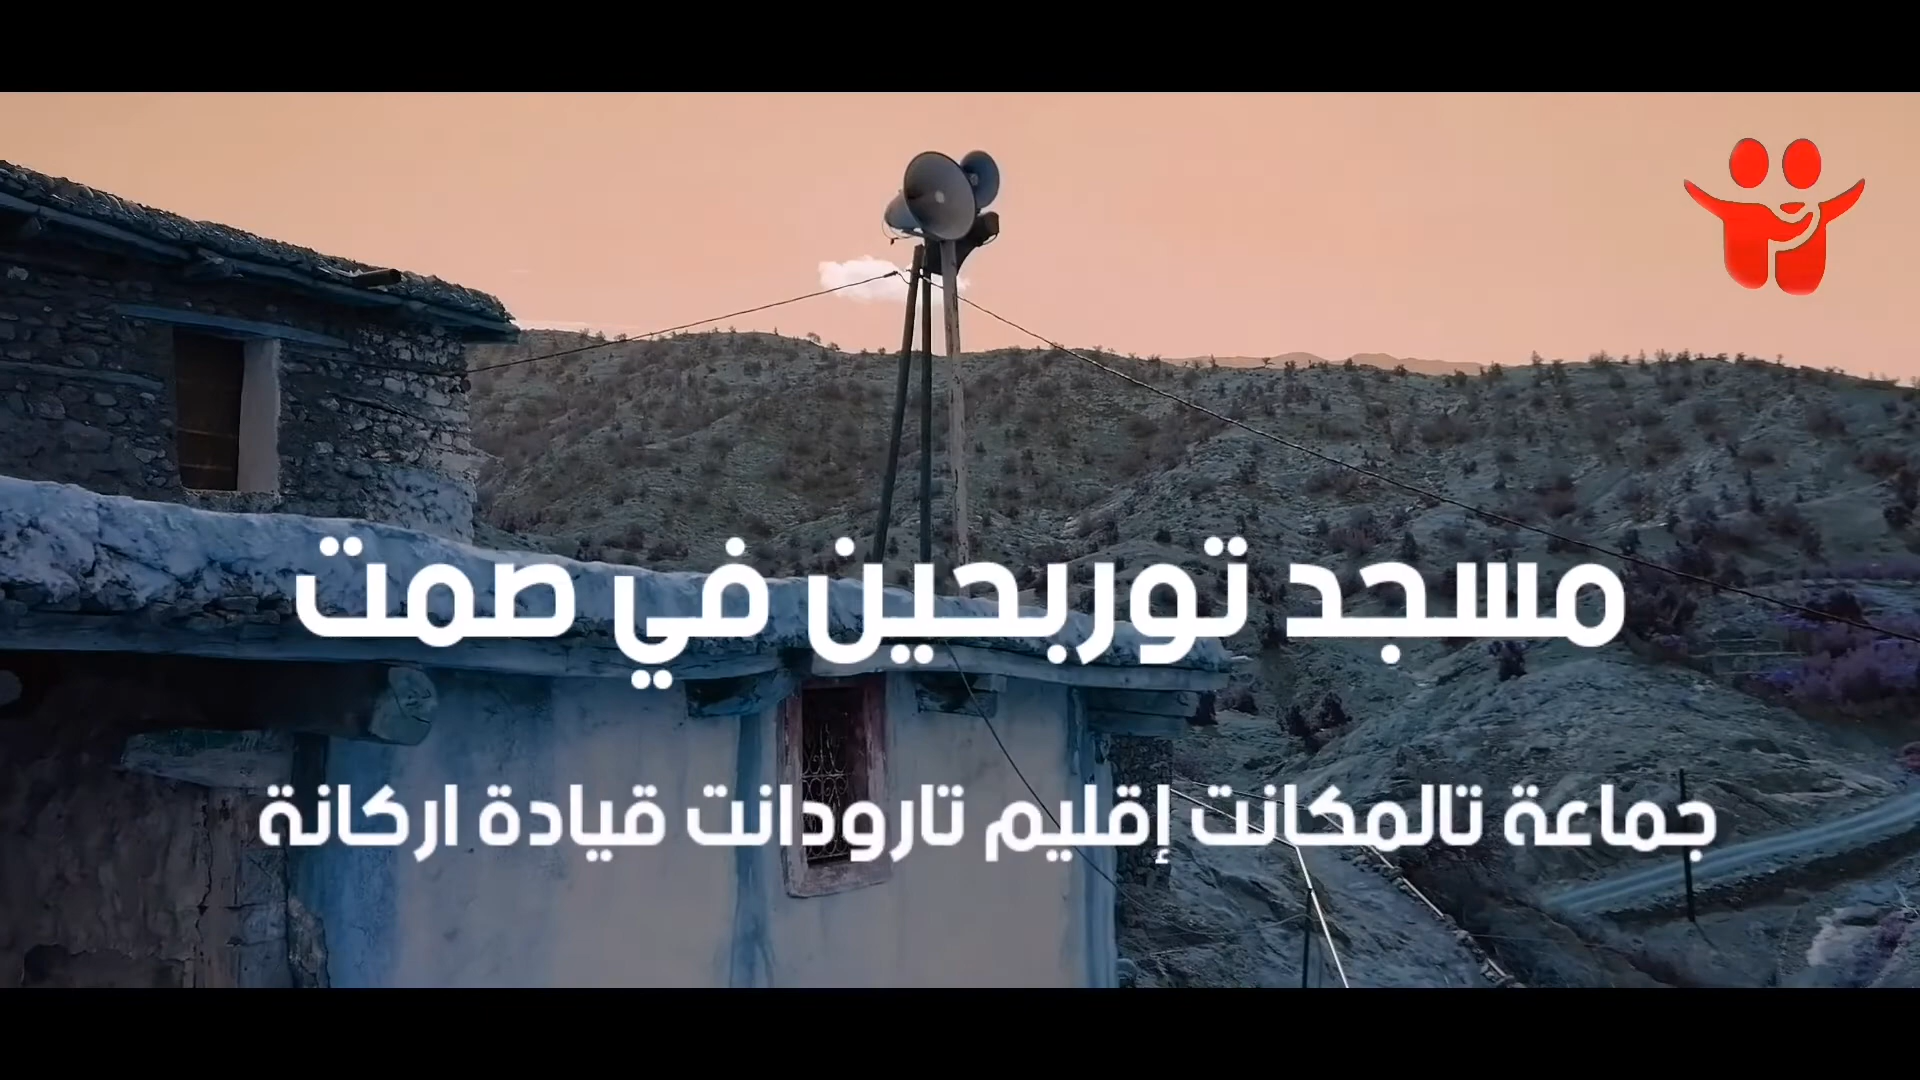 مسجد توربحين في صمت
جماعة تالمكانت إقليم تارودانت قيادة اركانة